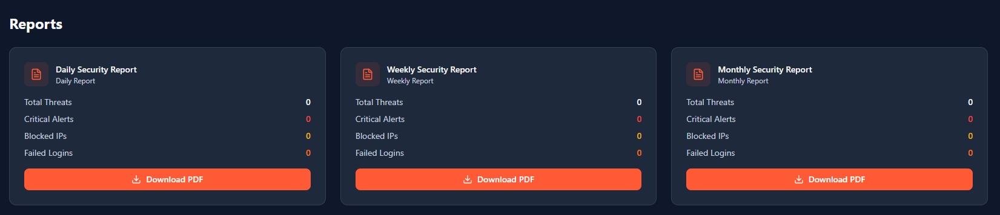 Reports
Daily Security Report
Daily Report
Total Threats 0
Critical Alerts 0
Blocked IPs 0
Failed Logins 0
Download PDF
Weekly Security Report
Weekly Report
Total Threats 0
Critical Alerts 0
Blocked IPs 0
Failed Logins 0
Download PDF
Monthly Security Report
Monthly Report
Total Threats 0
Critical Alerts 0
Blocked IPs 0
Failed Logins 0
Download PDF